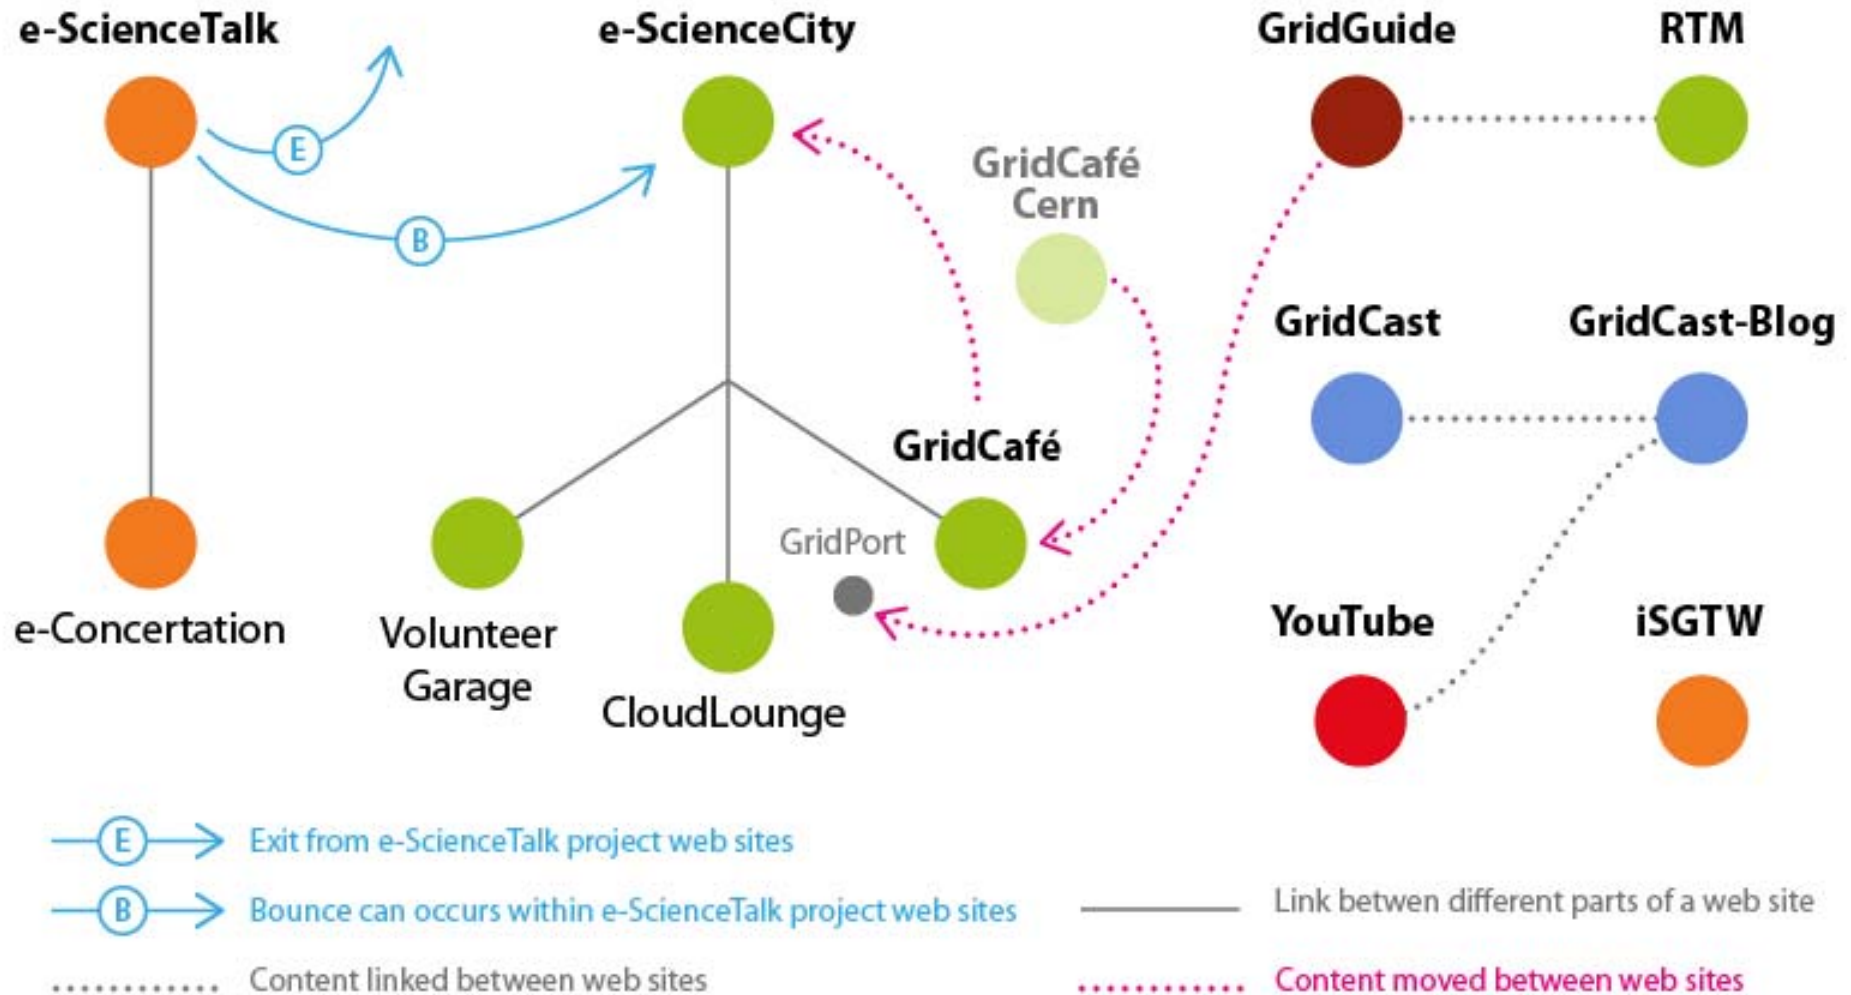 e-ScienceTalk
e-ScienceCity
GridGuide
RTM
E
B
GridCafé
Cern
GridCast
GridCast-Blog
GridCafé
GridPort
e-Concertation
Volunteer
Garage
CloudLounge
YouTube
iSGTW
E
Exit from e-ScienceTalk project web sites
B
Bounce can occurs within e-ScienceTalk project web sites
Link betwen different parts of a web site
Content linked between web sites
Content moved between web sites